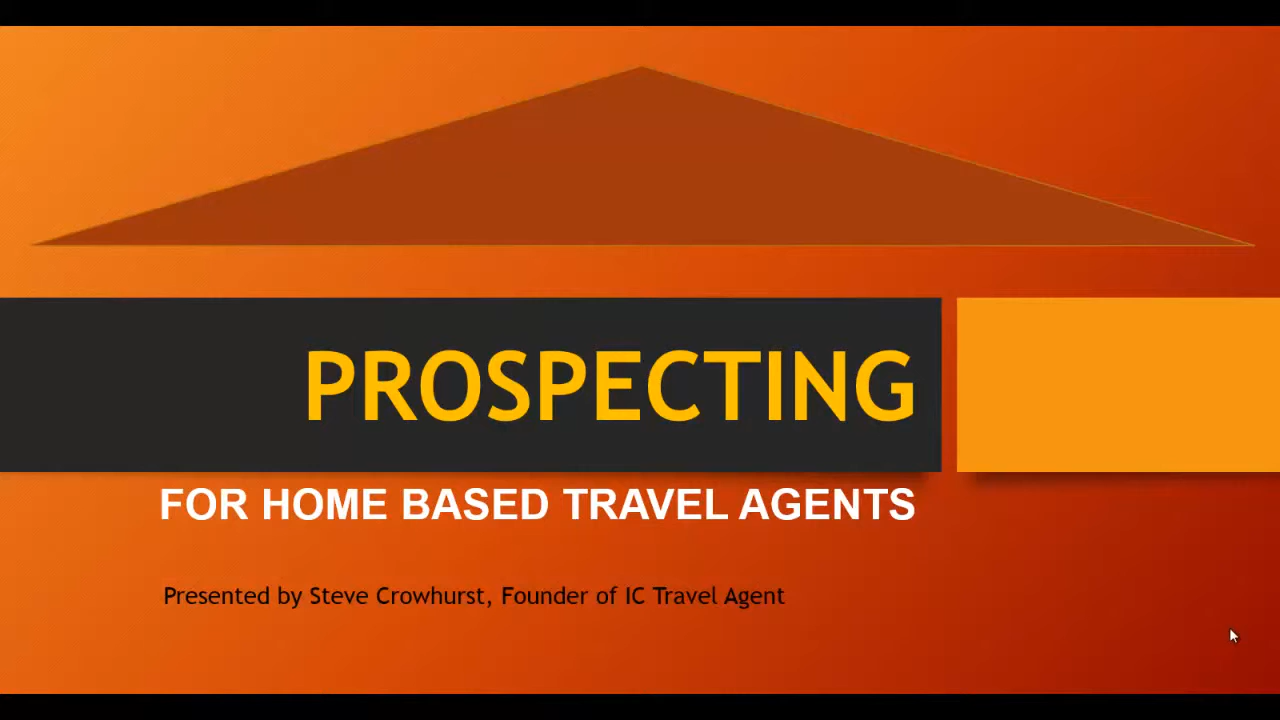 PROSPECTING
FOR HOME BASED TRAVEL AGENTS
Presented by Steve Crowhurst, Founder of IC Travel Agent